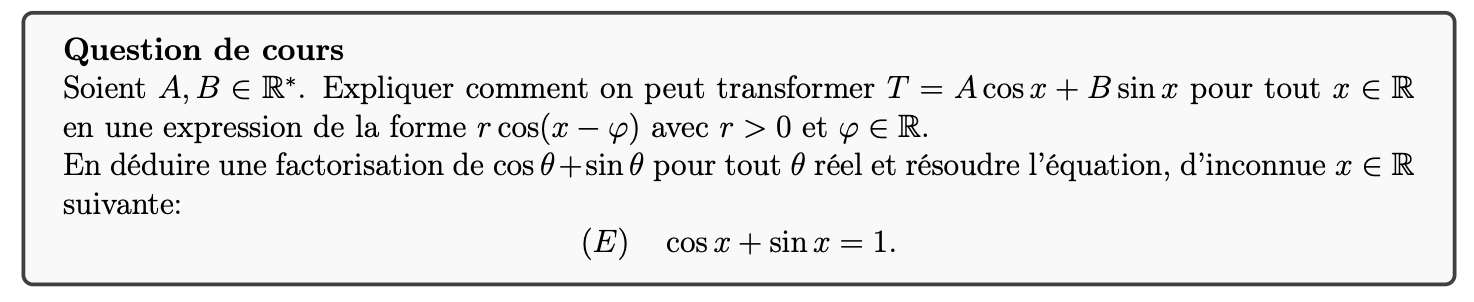 Question de cours
Soient A, B ∈ ℝ*. Expliquer comment on peut transformer T = A cos x + B sin x pour tout x ∈ ℝ
en une expression de la forme r cos(x − φ) avec r > 0 et φ ∈ ℝ.
En déduire une factorisation de cos θ + sin θ pour tout θ réel et résoudre l'équation, d'inconnue x ∈ ℝ
suivante:
(E) cos x + sin x = 1.